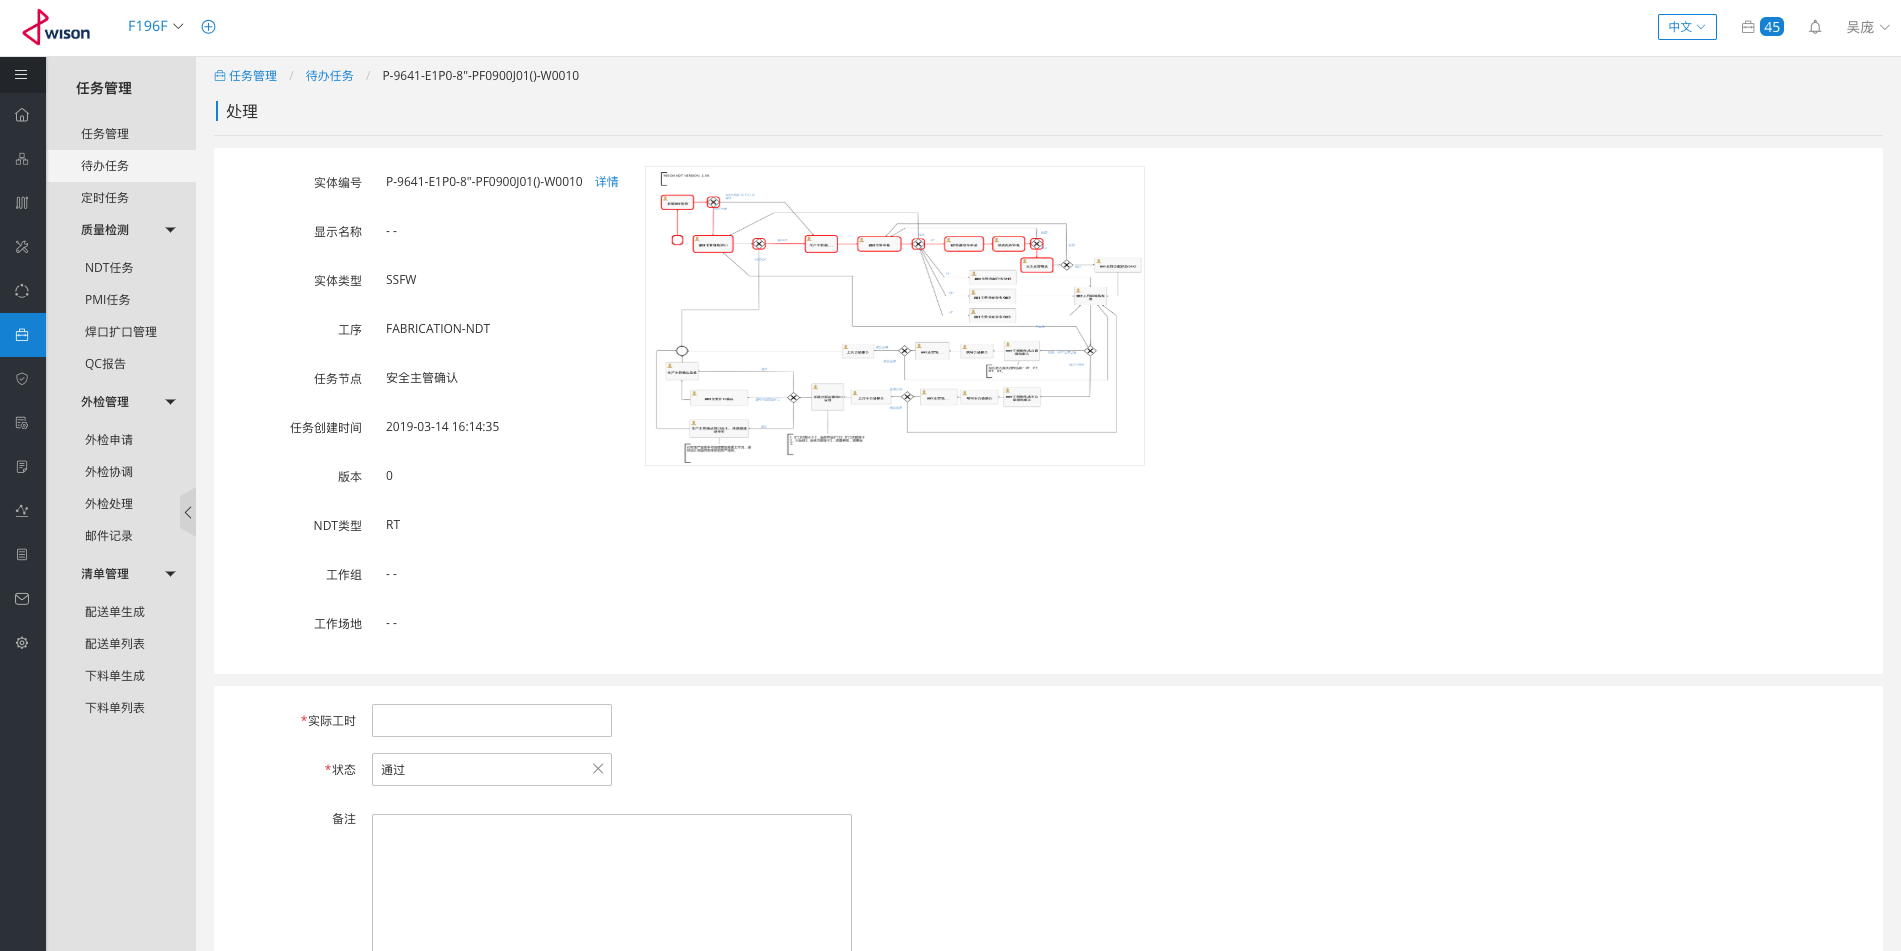 wison
F196F
中文
45
吴庞
任务管理 / 待办任务 / P-9641-E1P0-8"-PF0900J01()-W0010
处理
任务管理
任务管理
待办任务
定时任务
质量检测
NDT任务
PMI任务
焊口扩口管理
QC报告
外检管理
外检申请
外检协调
外检处理
邮件记录
清单管理
配送单生成
配送单列表
下料单生成
下料单列表
实体编号 P-9641-E1P0-8"-PF0900J01()-W0010 详情
显示名称 - -
实体类型 SSFW
工序 FABRICATION-NDT
任务节点 安全主管确认
任务创建时间 2019-03-14 16:14:35
版本 0
NDT类型 RT
工作组 - -
工作场地 - -
*实际工时
*状态 通过
备注